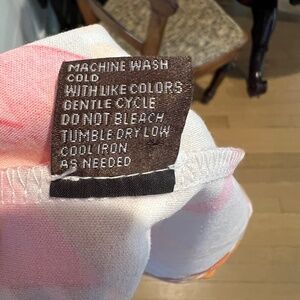 MACHINE WASH
COLD
WITH LIKE COLORS
GENTLE CYCLE
DO NOT BLEACH
TUMBLE DRY LOW
COOL IRON
AS NEEDED